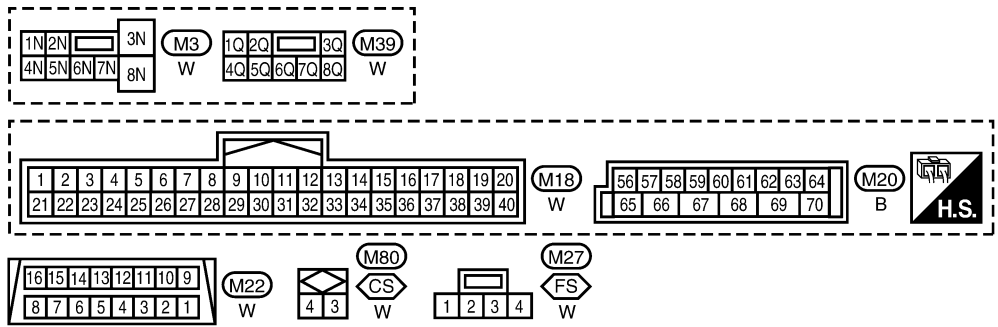 1N 2N 3N M3 1Q 2Q 3Q M39
4N 5N 6N 7N 8N W 4Q 5Q 6Q 7Q 8Q W
1 2 3 4 5 6 7 8 9 10 11 12 13 14 15 16 17 18 19 20 M18 56 57 58 59 60 61 62 63 64 M20
21 22 23 24 25 26 27 28 29 30 31 32 33 34 35 36 37 38 39 40 W 65 66 67 68 69 70 B H.S.
M80 M27
16 15 14 13 12 11 10 9 M22 CS FS
8 7 6 5 4 3 2 1 W 4 3 W 1 2 3 4 W